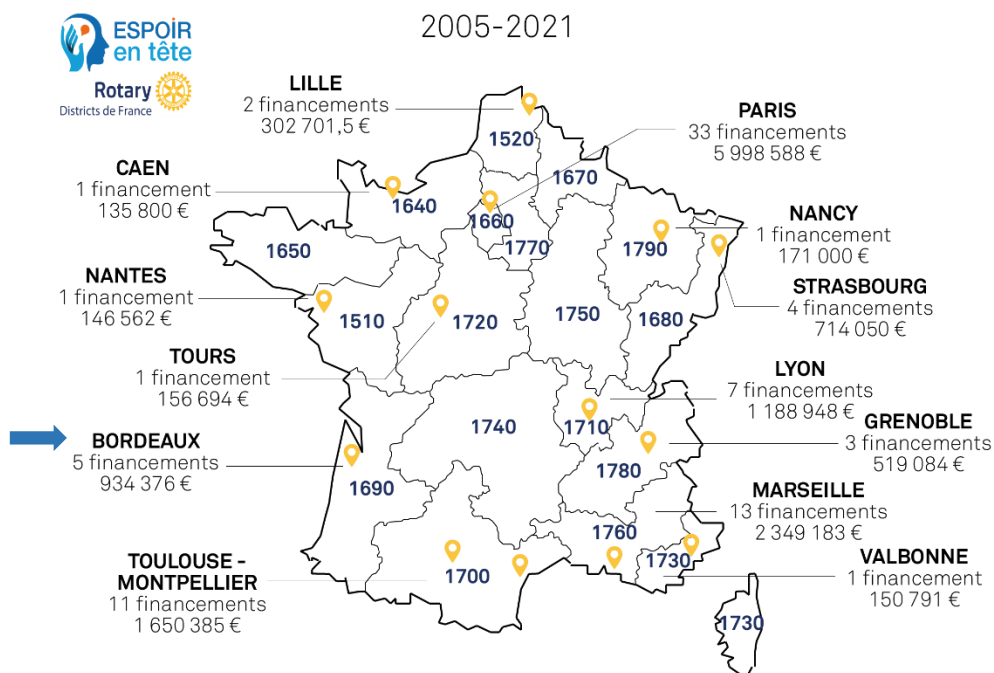 2005-2021
ESPOIR
en tête
Rotary
Districts de France
LILLE
2 financements
302 701,5 €
PARIS
33 financements
5 998 588 €
CAEN
1 financement
135 800 €
NANCY
1 financement
171 000 €
NANTES
1 financement
146 562 €
STRASBOURG
4 financements
714 050 €
TOURS
1 financement
156 694 €
LYON
7 financements
1 188 948 €
BORDEAUX
5 financements
934 376 €
GRENOBLE
3 financements
519 084 €
MARSEILLE
13 financements
2 349 183 €
TOULOUSE -
MONTPELLIER
11 financements
1 650 385 €
VALBONNE
1 financement
150 791 €
1520
1670
1640
1660
1770
1790
1650
1510
1720
1750
1680
1740
1710
1780
1690
1760
1700
1730
1730